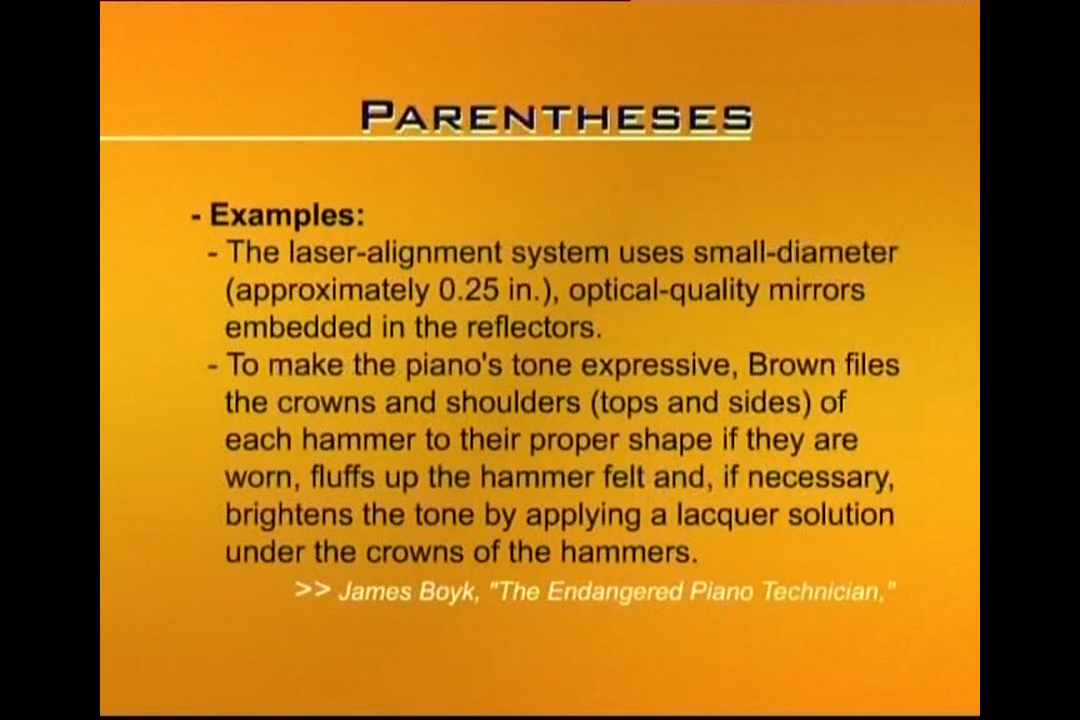 PARENTHESES
- Examples:
- The laser-alignment system uses small-diameter
(approximately 0.25 in.), optical-quality mirrors
embedded in the reflectors.
- To make the piano's tone expressive, Brown files
the crowns and shoulders (tops and sides) of
each hammer to their proper shape if they are
worn, fluffs up the hammer felt and, if necessary,
brightens the tone by applying a lacquer solution
under the crowns of the hammers.
>> James Boyk, "The Endangered Piano Technician,"